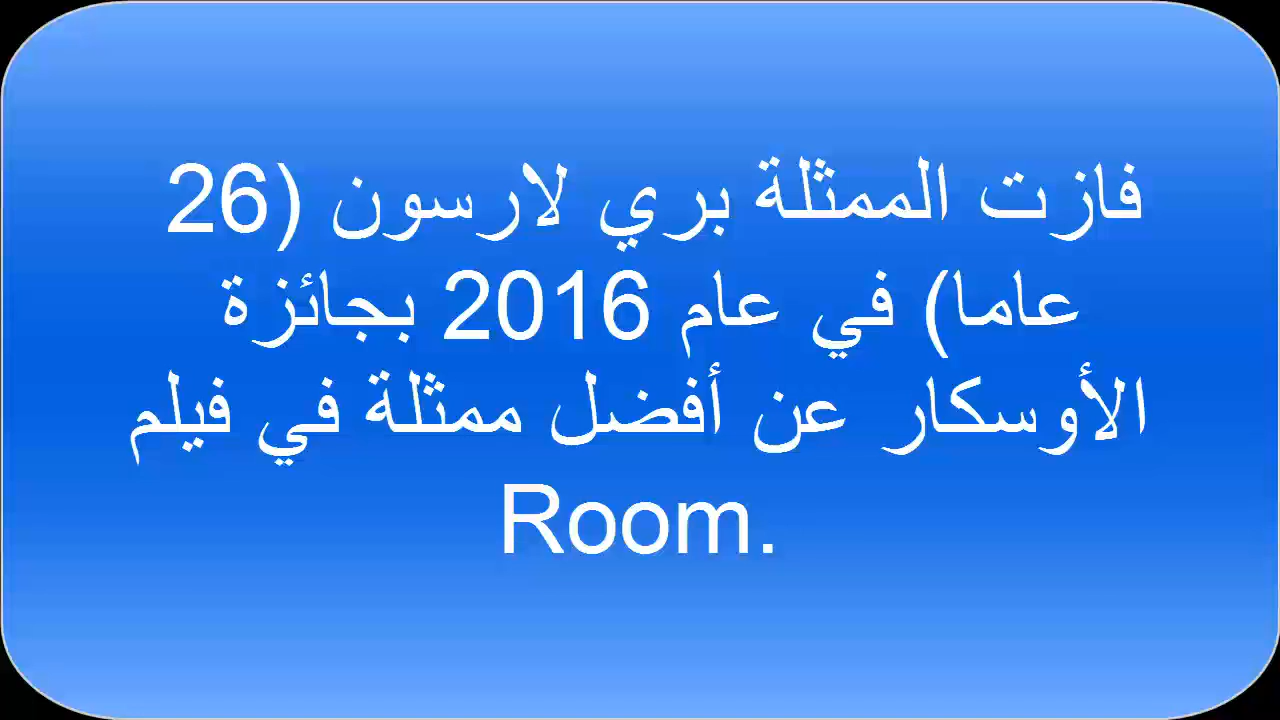 فازت الممثلة بري لارسون (26
عاما) في عام 2016 بجائزة
الأوسكار عن أفضل ممثلة في فيلم
Room.